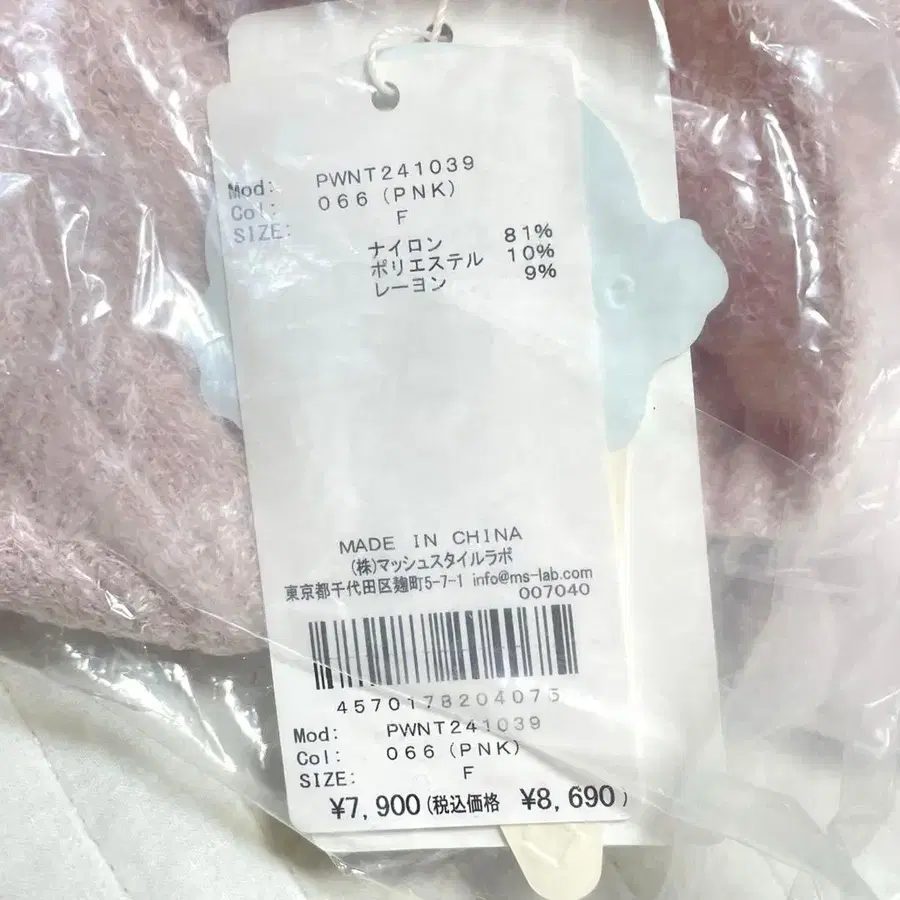 Mod: PWNT241039
Col: 066 (PNK)
SIZE: F
ナイロン 81%
ポリエステル 10%
レーヨン 9%
MADE IN CHINA
(株)マッシュスタイルラボ
東京都千代田区麹町5-7-1 info@ms-lab.com
007040
4570178204075
Mod: PWNT241039
Col: 066 (PNK)
SIZE: F
¥7,900(税込価格 ¥8,690)